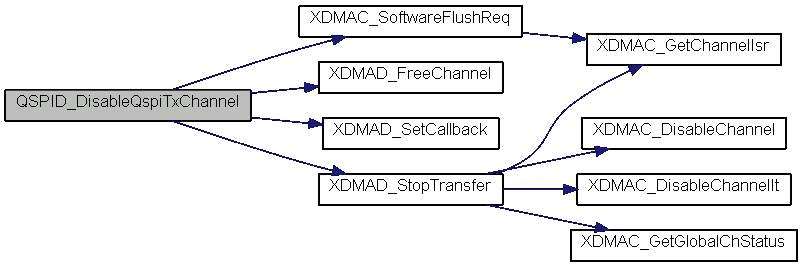 XDMAC_SoftwareFlushReq
XDMAC_GetChannelIsr
XDMAD_FreeChannel
QSPID_DisableQspiTxChannel
XDMAD_SetCallback
XDMAC_DisableChannel
XDMAD_StopTransfer
XDMAC_DisableChannelIt
XDMAC_GetGlobalChStatus